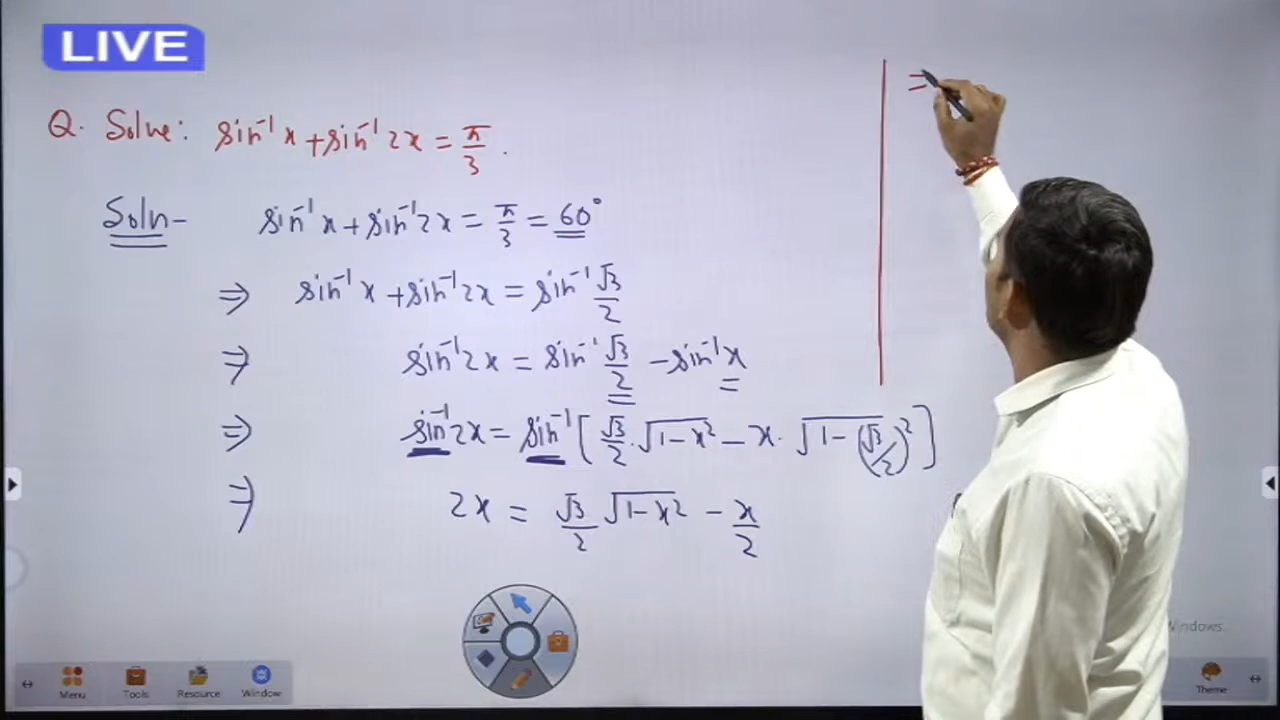 LIVE
Q. Solve: sin⁻¹x + sin⁻¹2x = π/3.
Soln- sin⁻¹x + sin⁻¹2x = π/3 = 60°
⇒ sin⁻¹x + sin⁻¹2x = sin⁻¹ √3/2
⇒ sin⁻¹2x = sin⁻¹ √3/2 - sin⁻¹x
⇒ sin⁻¹2x = sin⁻¹[√3/2 · √(1-x²) - x · √(1-(√3/2)²)]
⇒ 2x = √3/2 √(1-x²) - x/2
Windows.
Menu Tools Resource Window
Theme